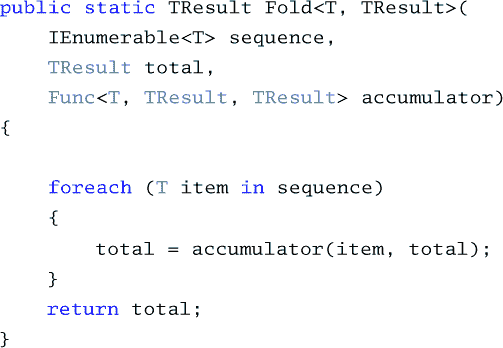 public static TResult Fold<T, TResult>(
    IEnumerable<T> sequence,
    TResult total,
    Func<T, TResult, TResult> accumulator)
{
    foreach (T item in sequence)
    {
        total = accumulator(item, total);
    }
    return total;
}